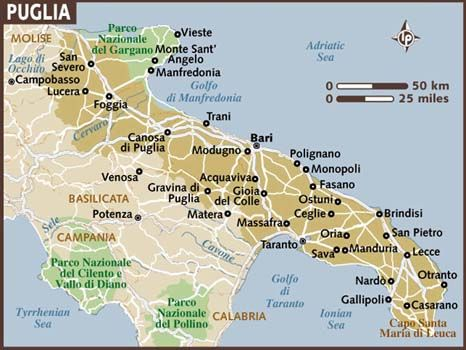 PUGLIA
MOLISE
Lago di
Occhito
Campobasso
San
Severo
Lucera
Foggia
Parco
Nazionale
del Gargano
Vieste
Monte Sant'
Angelo
Manfredonia
Golfo
di Manfredonia
Adriatic
Sea
lp
50 km
25 miles
Cervaro
Canosa
di Puglia
Trani
Bari
Modugno
Polignano
Monopoli
Venosa
Acquaviva
Fasano
BASILICATA
Gravina di
Puglia
Gioia
del Colle
Ostuni
Ceglie
Brindisi
Potenza
Matera
Massafra
Sele
CAMPANIA
Cavone
Taranto
Oria
Sava
Manduria
San Pietro
Lecce
Parco Nazionale
del Cilento e
Vallo di Diano
Golfo
di
Taranto
Nardo
Otranto
Gallipoli
Casarano
Tyrrhenian
Sea
Parco
Nazionale
del Pollino
CALABRIA
Ionian
Sea
Capo Santa
Maria di Leuca